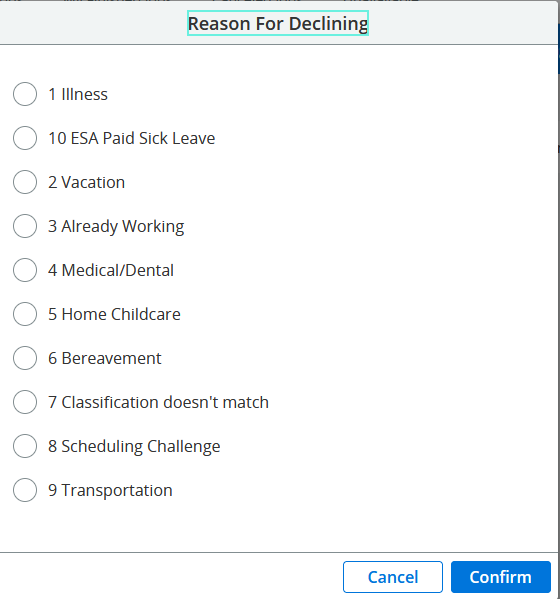 Reason For Declining
1 Illness
10 ESA Paid Sick Leave
2 Vacation
3 Already Working
4 Medical/Dental
5 Home Childcare
6 Bereavement
7 Classification doesn't match
8 Scheduling Challenge
9 Transportation
Cancel Confirm